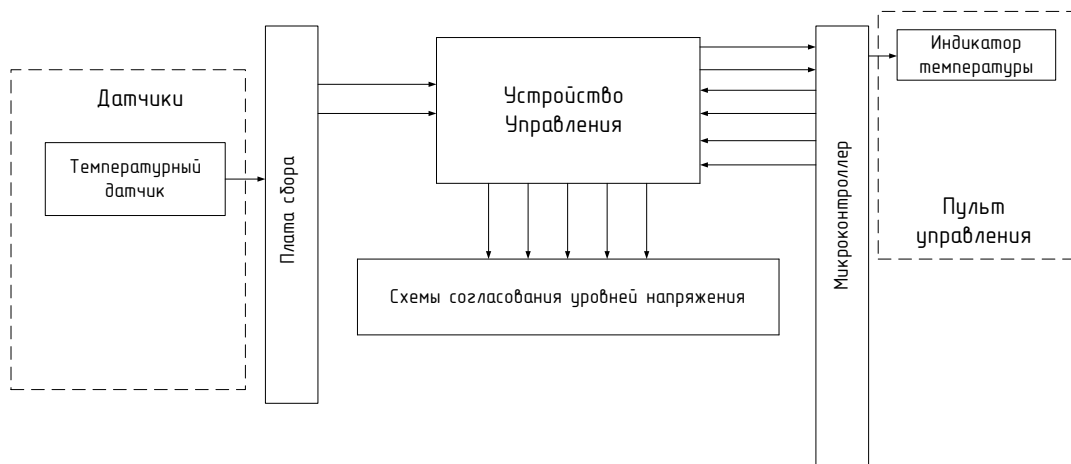 Датчики
Температурный
датчик
Плата сбора
Устройство
Управления
Схемы согласования уровней напряжения
Микроконтроллер
Индикатор
температуры
Пульт
управления